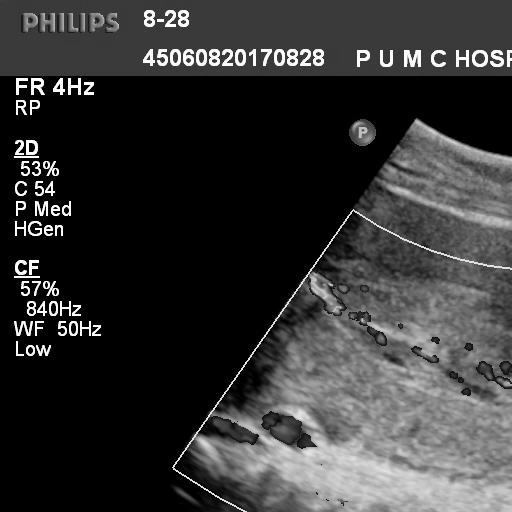 PHILIPS 8-28
45060820170828 P U M C HOSP
FR 4Hz
RP
P
2D
53%
C 54
P Med
HGen
CF
57%
840Hz
WF 50Hz
Low